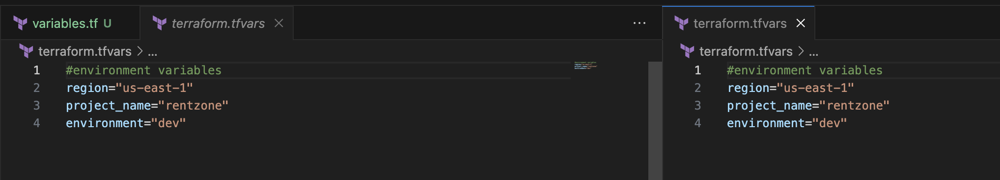 variables.tf U
terraform.tfvars
terraform.tfvars > ...
1 #environment variables
2 region="us-east-1"
3 project_name="rentzone"
4 environment="dev"
terraform.tfvars
terraform.tfvars > ...
1 #environment variables
2 region="us-east-1"
3 project_name="rentzone"
4 environment="dev"